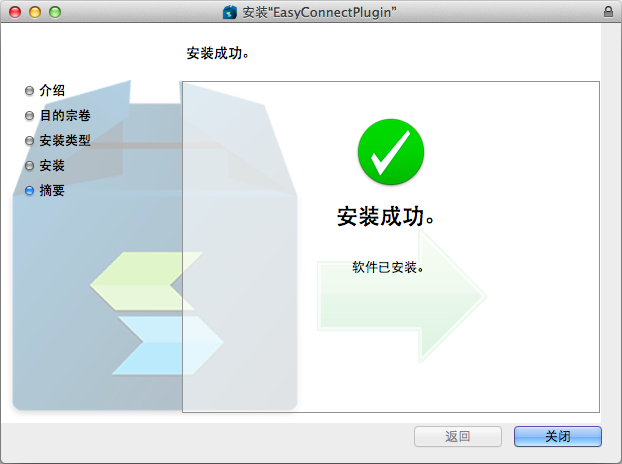 安装“EasyConnectPlugin”
安装成功。
介绍
目的宗卷
安装类型
安装
摘要
安装成功。
软件已安装。
返回
关闭